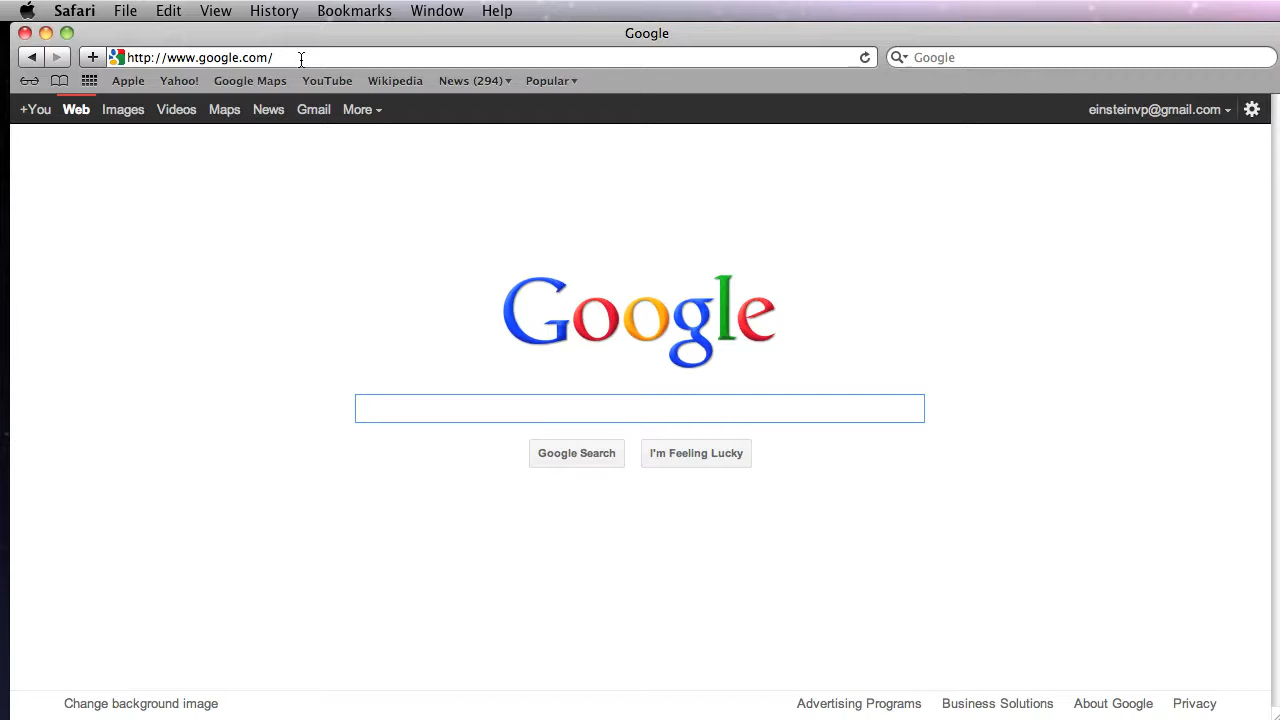 Safari File Edit View History Bookmarks Window Help
Google
http://www.google.com/ Google
Apple Yahoo! Google Maps YouTube Wikipedia News (294) Popular
+You Web Images Videos Maps News Gmail More einsteinvp@gmail.com
Google
Google Search I'm Feeling Lucky
Change background image Advertising Programs Business Solutions About Google Privacy